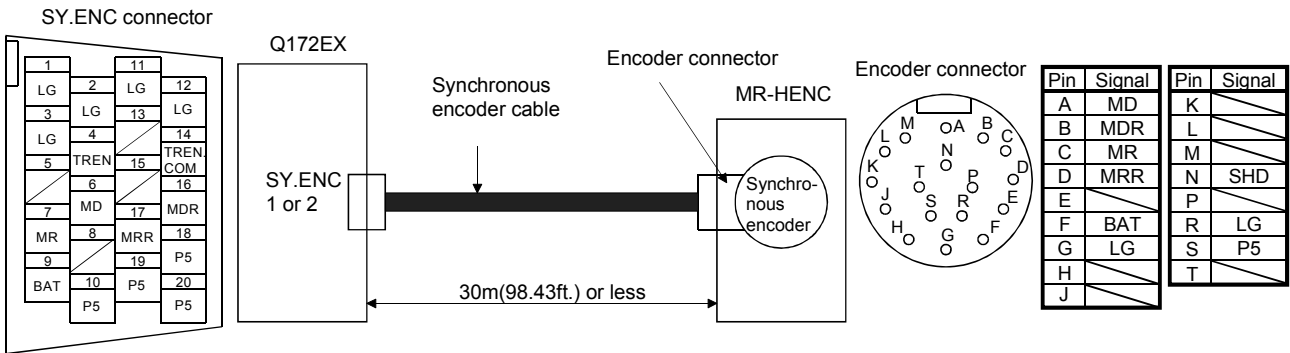 SY.ENC connector
1
LG
2
LG
3
LG
4
TREN
5
6
MD
7
MR
8
9
BAT
10
P5
11
LG
12
LG
13
14
TREN.
COM
15
16
MDR
17
MRR
18
P5
19
P5
20
P5
Q172EX
SY.ENC
1 or 2
Synchronous
encoder cable
Encoder connector
MR-HENC
Synchro-
nous
encoder
30m(98.43ft.) or less
Encoder connector
A
B
C
D
E
F
G
H
J
K
L
M
N
P
R
S
T
Pin Signal
A MD
B MDR
C MR
D MRR
E
F BAT
G LG
H
J
Pin Signal
K
L
M
N SHD
P
R LG
S P5
T